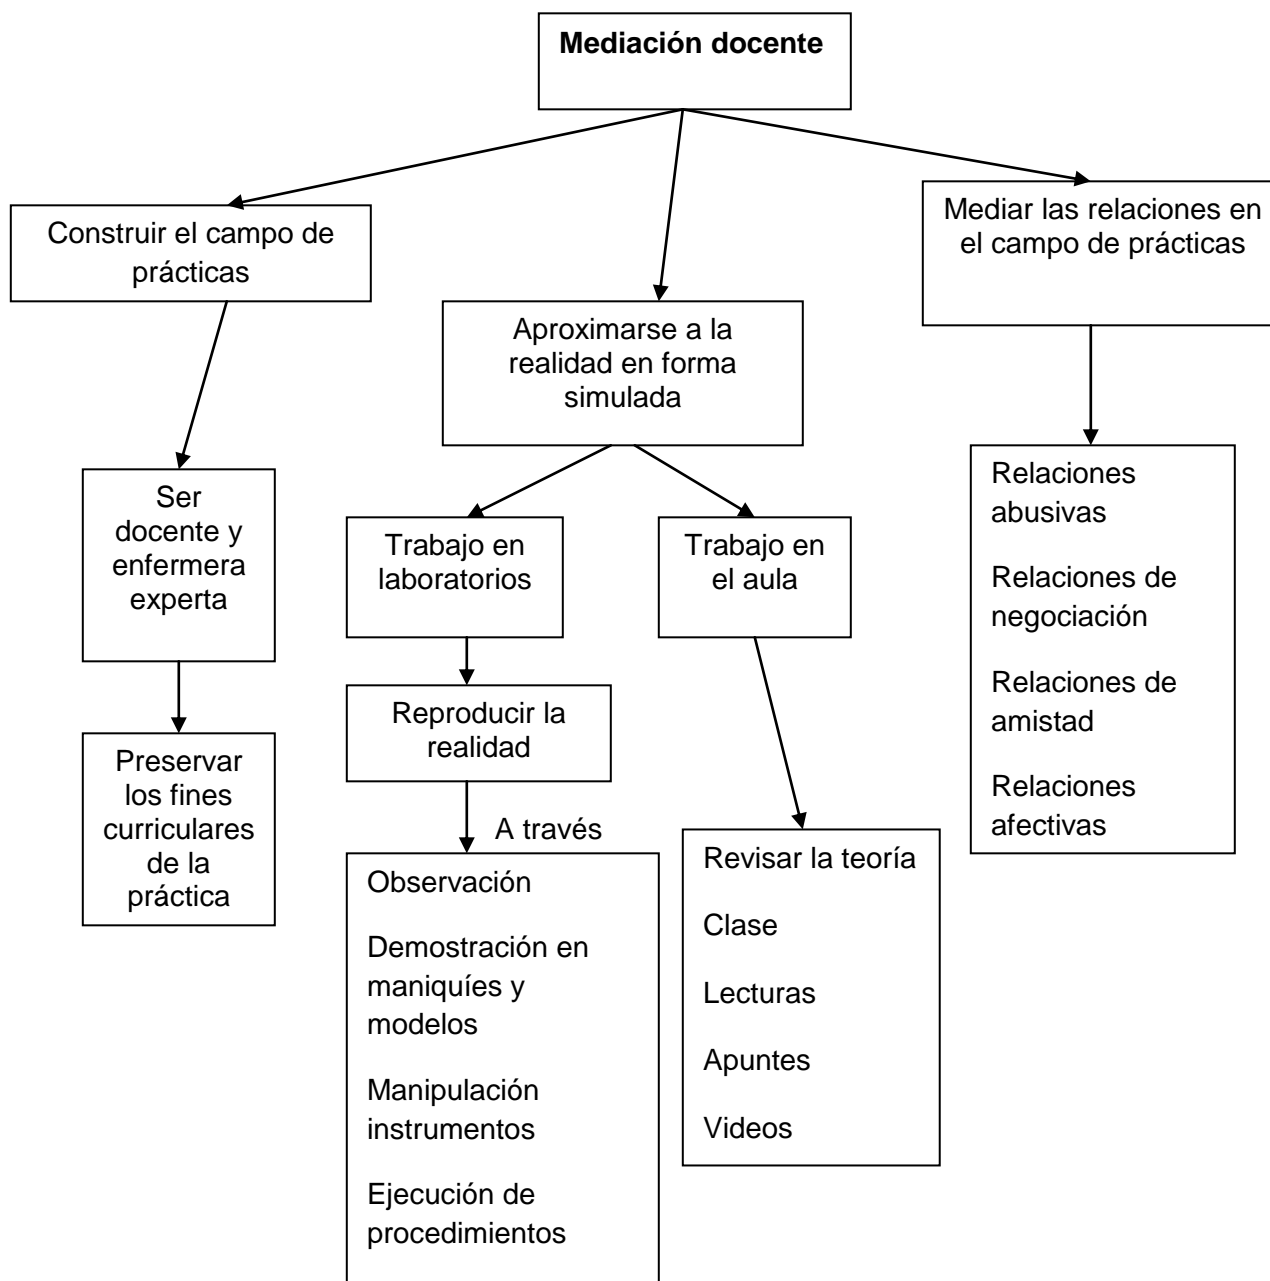 Mediación docente
Construir el campo de
prácticas
Mediar las relaciones en
el campo de prácticas
Aproximarse a la
realidad en forma
simulada
Ser
docente y
enfermera
experta
Trabajo en
laboratorios
Trabajo en
el aula
Relaciones
abusivas
Relaciones de
negociación
Relaciones de
amistad
Relaciones
afectivas
Reproducir la
realidad
Preservar
los fines
curriculares
de la
práctica
A través
Observación
Demostración en
maniquíes y
modelos
Manipulación
instrumentos
Ejecución de
procedimientos
Revisar la teoría
Clase
Lecturas
Apuntes
Videos